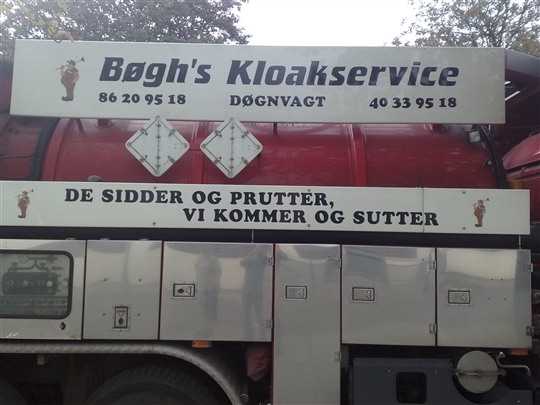 Bøgh's Kloakservice
86 20 95 18 DØGNVAGT 40 33 95 18
DE SIDDER OG PRUTTER,
VI KOMMER OG SUTTER